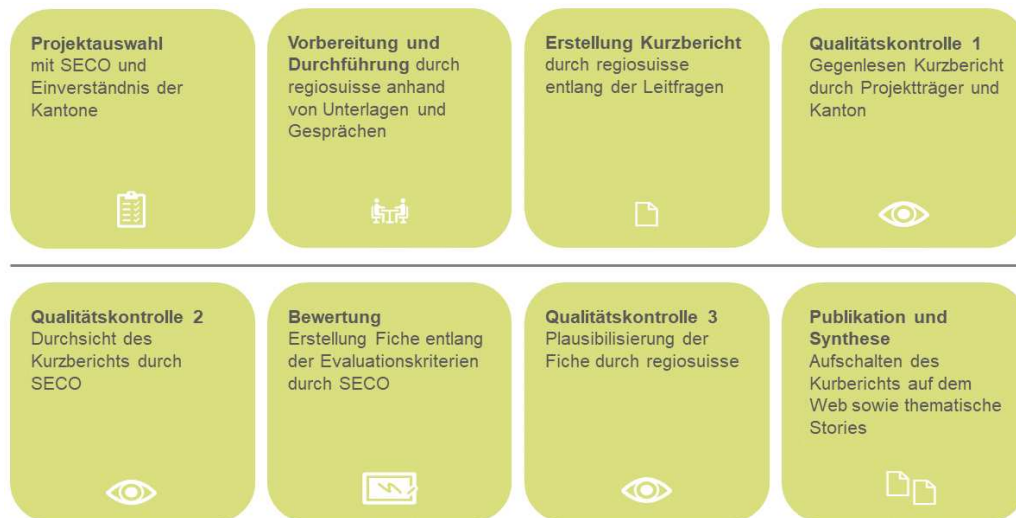 Projektauswahl
mit SECO und
Einverständnis der
Kantone
Vorbereitung und
Durchführung durch
regiosuisse anhand
von Unterlagen und
Gesprächen
Erstellung Kurzbericht
durch regiosuisse
entlang der Leitfragen
Qualitätskontrolle 1
Gegenlesen Kurzbericht
durch Projektträger und
Kanton
Qualitätskontrolle 2
Durchsicht des
Kurzberichts durch
SECO
Bewertung
Erstellung Fiche entlang
der Evaluationskriterien
durch SECO
Qualitätskontrolle 3
Plausibilisierung der
Fiche durch regiosuisse
Publikation und
Synthese
Aufschalten des
Kurberichts auf dem
Web sowie thematische
Stories